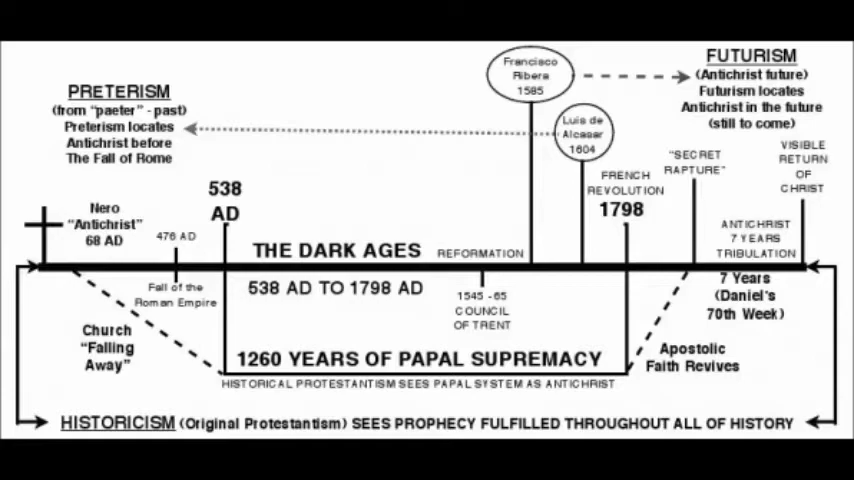 PRETERISM
(from "paeter" - past)
Preterism locates
Antichrist before
The Fall of Rome
Francisco
Ribera
1585
Luis de
Alcasar
1604
FUTURISM
(Antichrist future)
Futurism locates
Antichrist in the future
(still to come)
Nero
"Antichrist"
68 AD
476 AD
538
AD
THE DARK AGES
REFORMATION
FRENCH
REVOLUTION
1798
"SECRET
RAPTURE"
VISIBLE
RETURN
OF
CHRIST
ANTICHRIST
7 YEARS
TRIBULATION
Fall of the
Roman Empire
538 AD TO 1798 AD
1545 -65
COUNCIL
OF TRENT
7 Years
(Daniel's
70th Week)
Church
"Falling
Away"
1260 YEARS OF PAPAL SUPREMACY
HISTORICAL PROTESTANTISM SEES PAPAL SYSTEM AS ANTICHRIST
Apostolic
Faith Revives
HISTORICISM (Original Protestantism) SEES PROPHECY FULFILLED THROUGHOUT ALL OF HISTORY